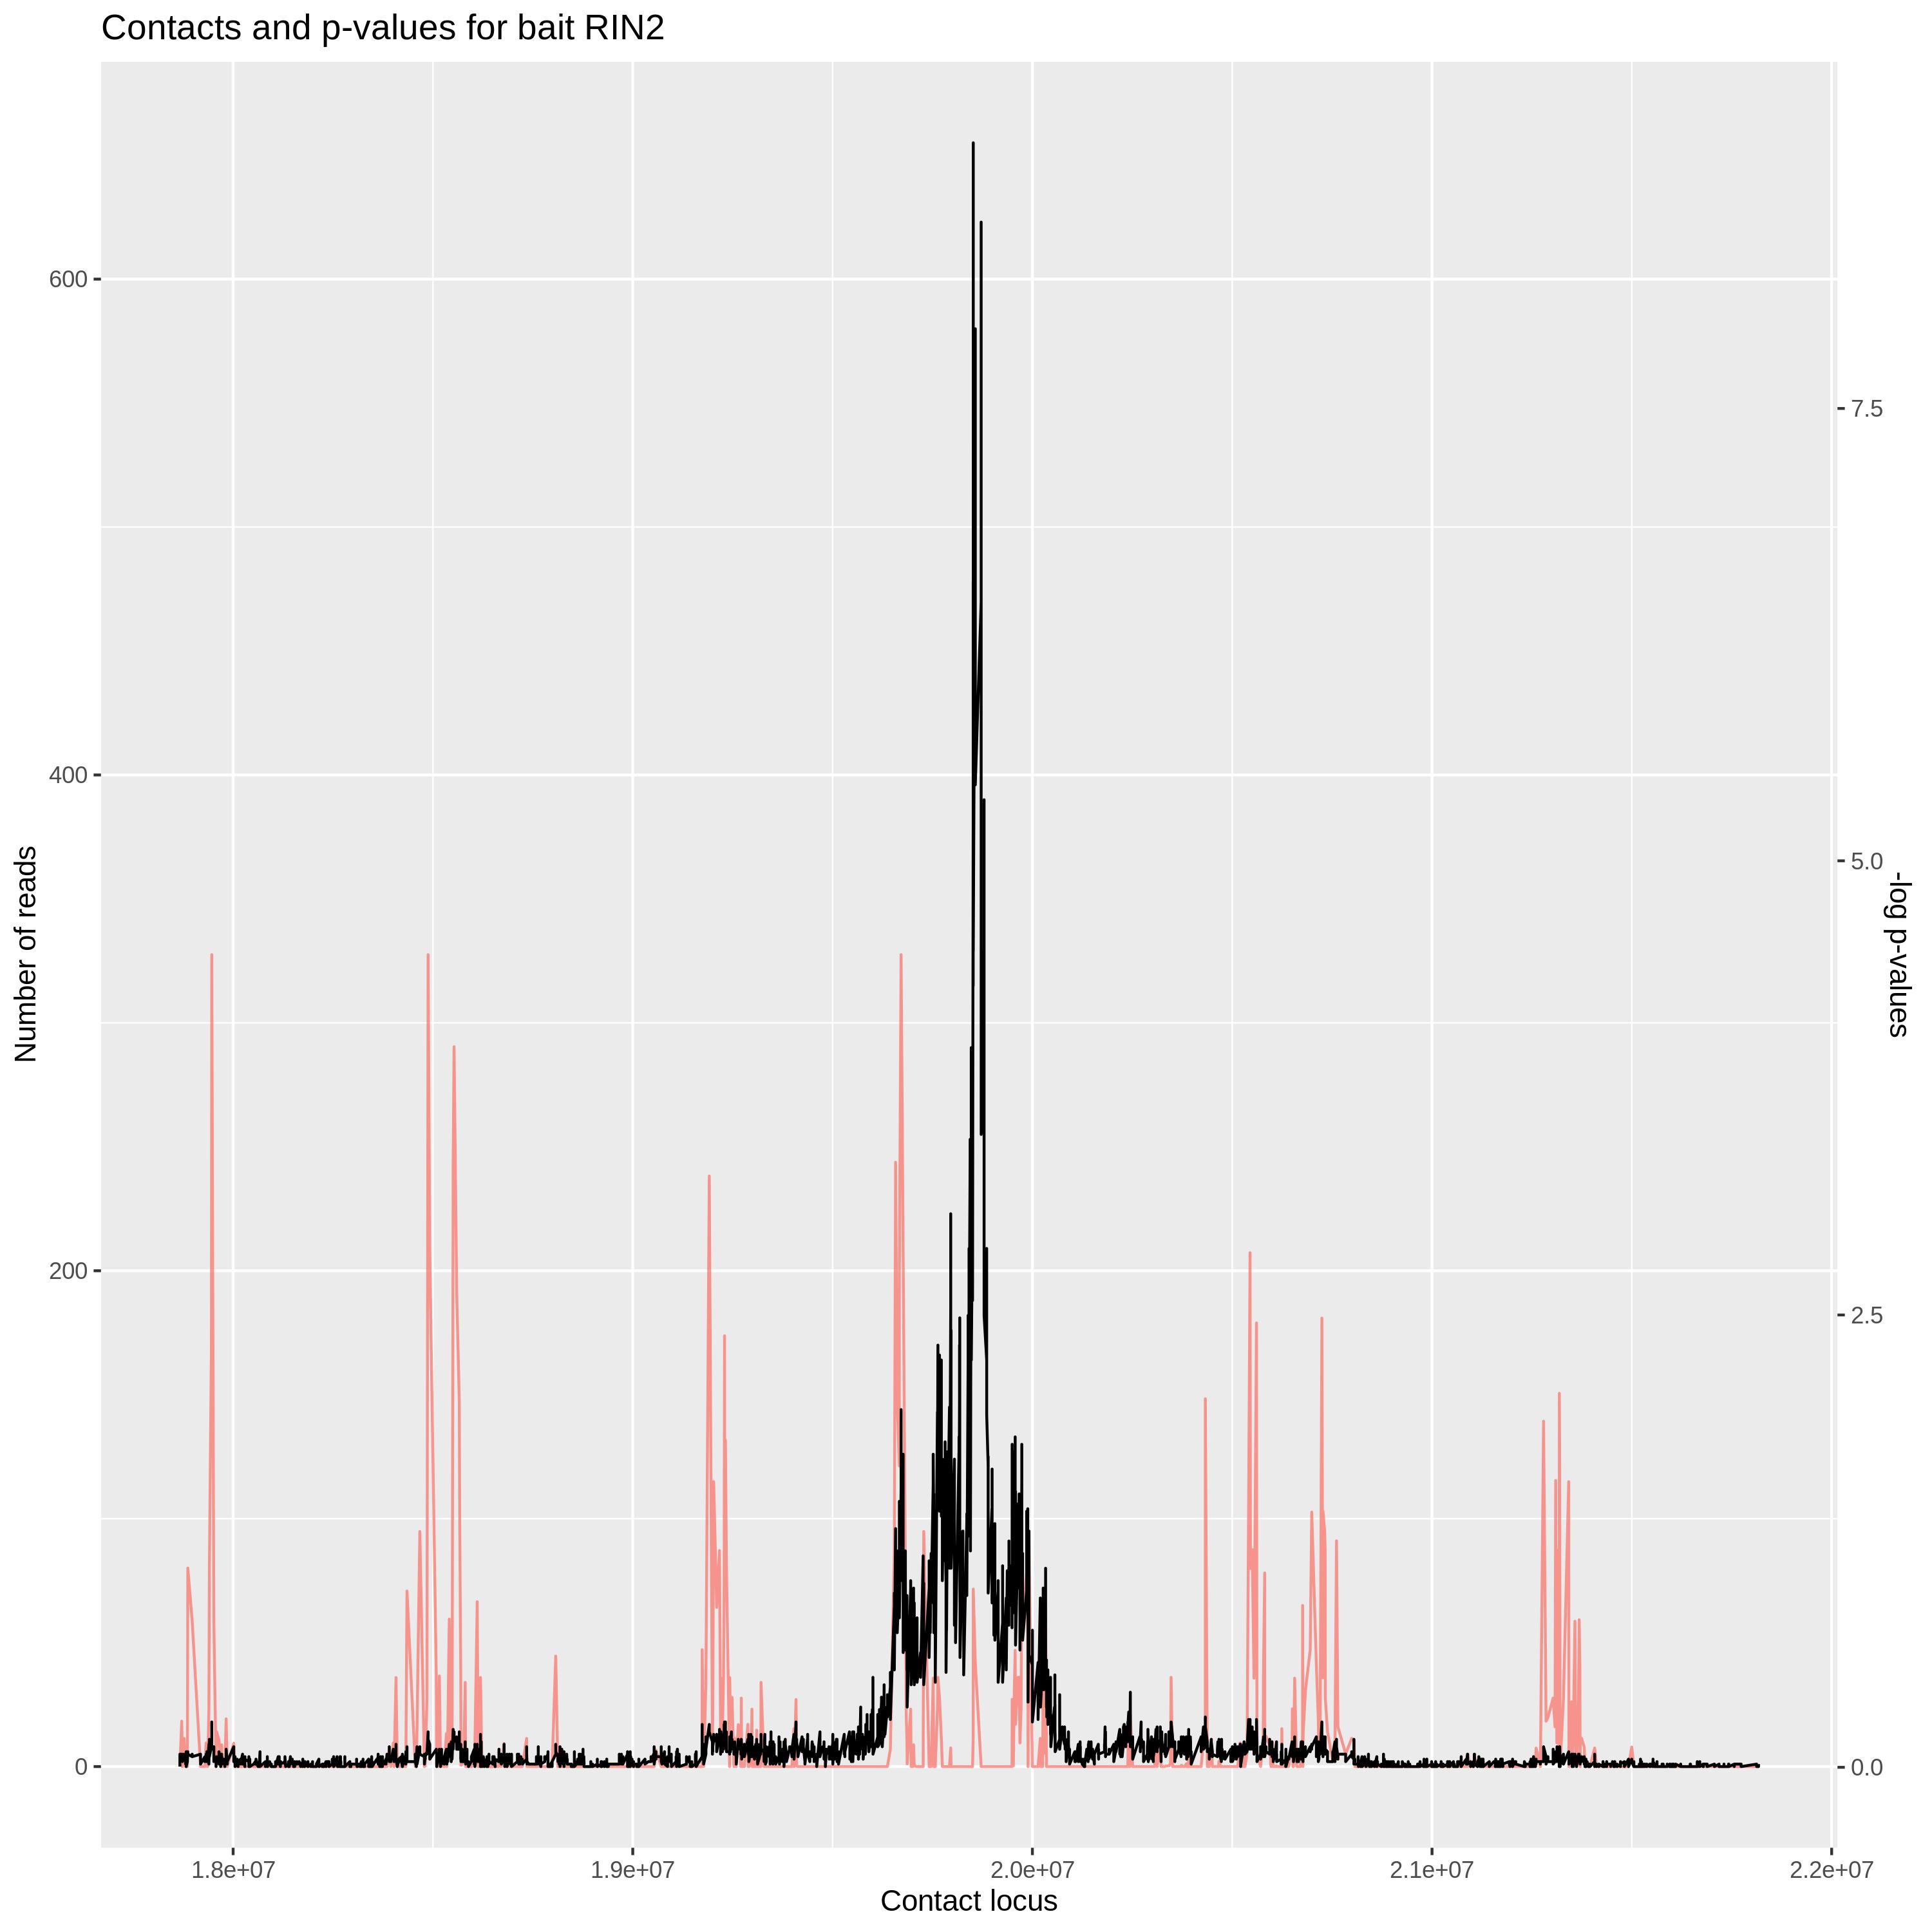 Contacts and p-values for bait RIN2
600
400
200
0
Number of reads
7.5
5.0
2.5
0.0
-log p-values
1.8e+07
1.9e+07
2.0e+07
2.1e+07
2.2e+07
Contact locus